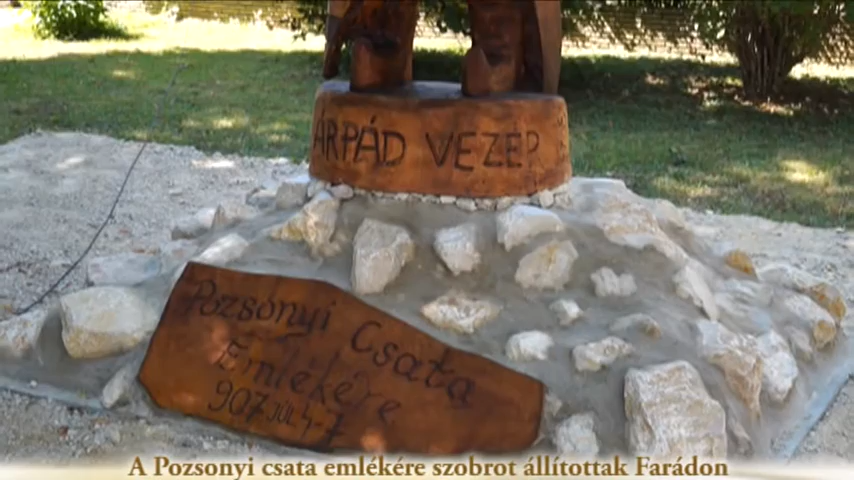 ÁRPÁD VEZÉR
Pozsonyi Csata
Emlékére
907 JÚL 4-7
A Pozsonyi csata emlékére szobrot állítottak Farádon